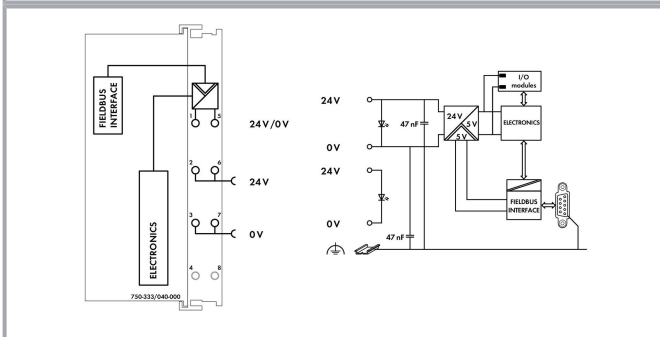 FIELDBUS
INTERFACE
ELECTRONICS
1 5
24V/0V
2 6
24V
3 7
0V
4 8
750-333/040-000
24V
0V
24V
0V
47 nF
47 nF
24V
5V
5V
I/O
modules
ELECTRONICS
FIELDBUS
INTERFACE